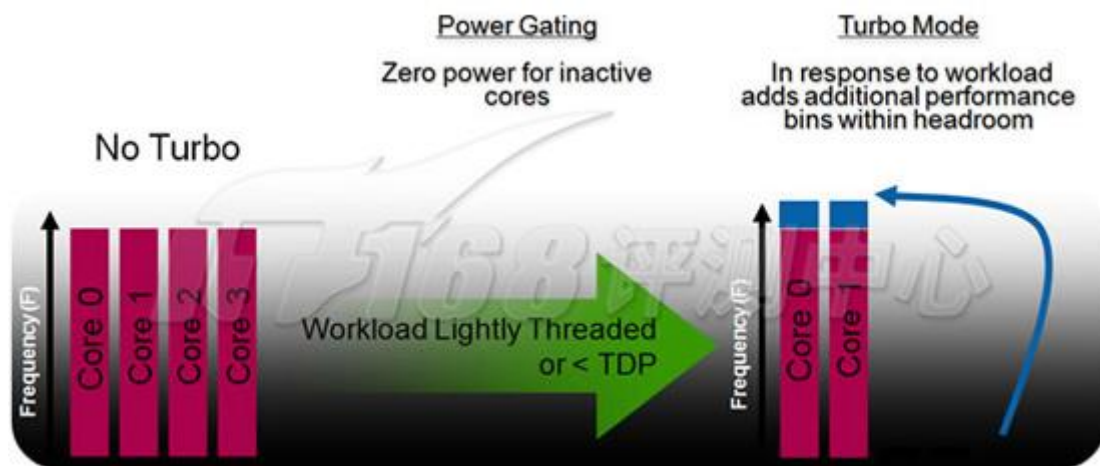 Power Gating
Zero power for inactive
cores
Turbo Mode
In response to workload
adds additional performance
bins within headroom
No Turbo
Frequency (F)
Core 0
Core 1
Core 2
Core 3
Workload Lightly Threaded
or < TDP
Frequency (F)
Core 0
Core 1
IT168评测中心